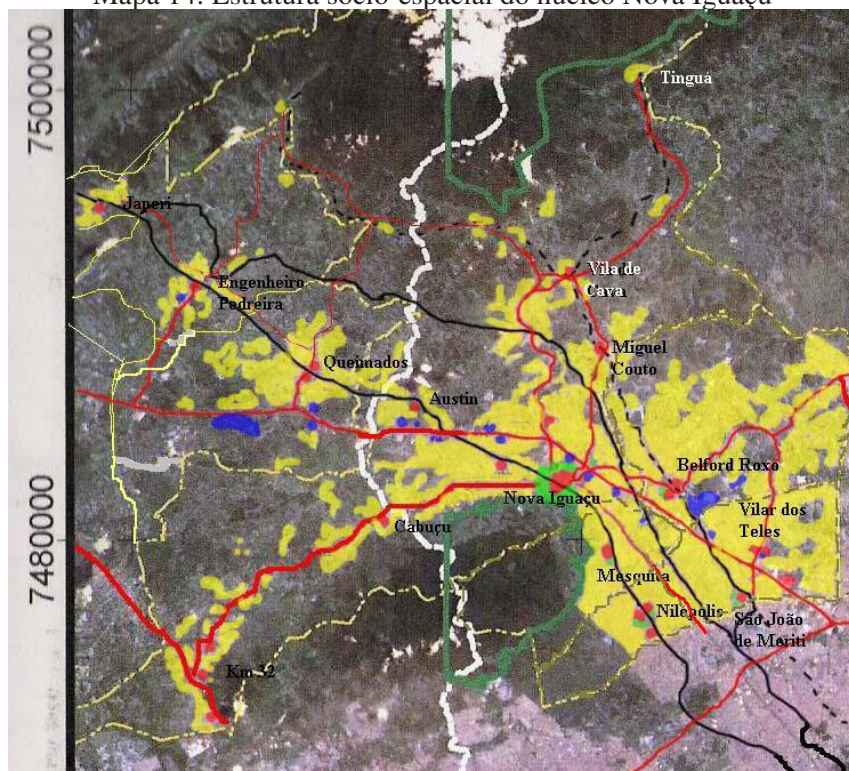 Mapa 14: Estrutura sócio-espacial do núcleo Nova Iguaçu
7500000
Tinguá
Japeri
Engenheiro
Pedreira
Vila de
Cava
Miguel
Couto
Queimados
Austin
Belford Roxo
Nova Iguaçu
Vilar dos
Teles
7480000
Cabuçu
Mesquita
Nilópolis
São João
de Meriti
Km 32